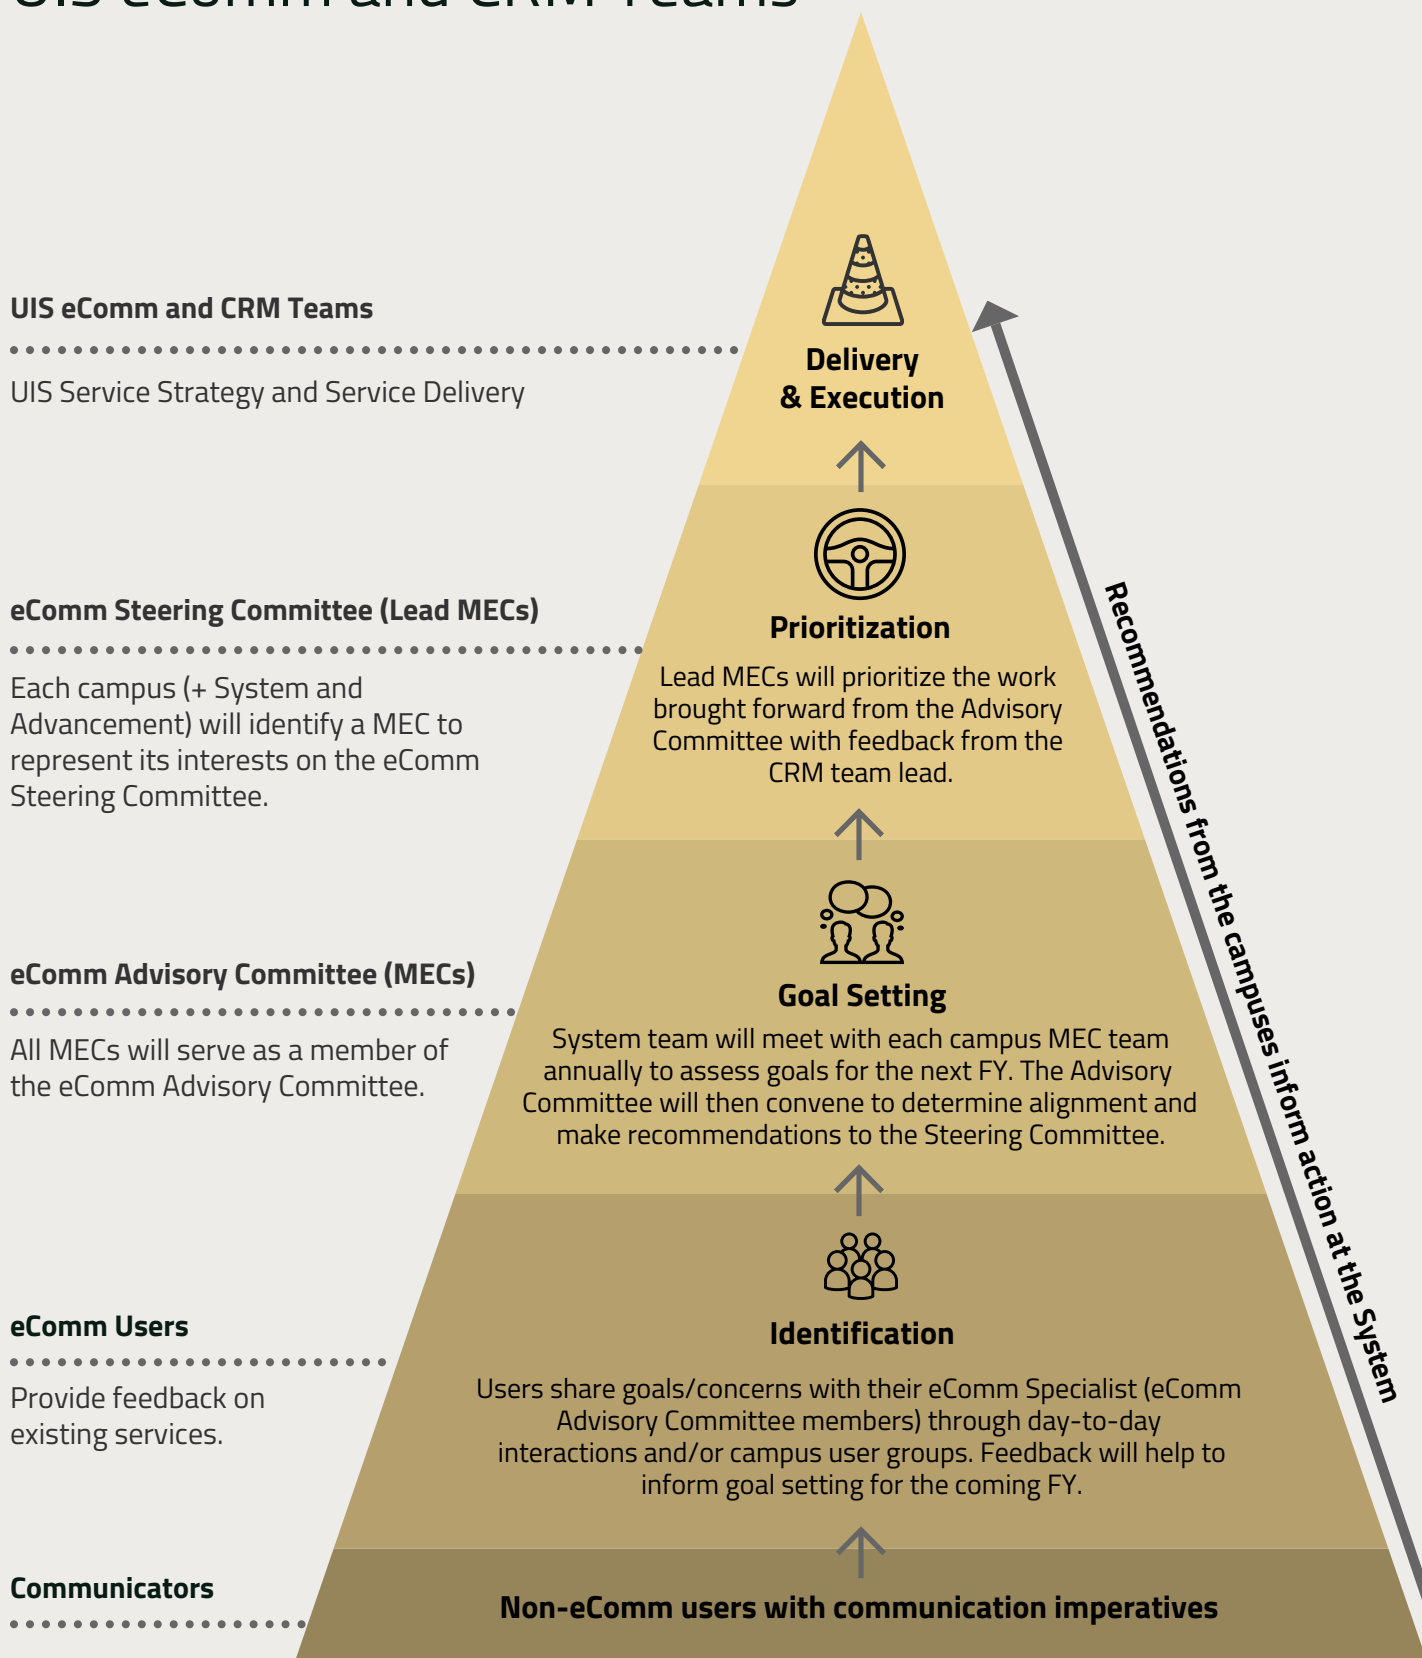 UIS eComm and CRM Teams
UIS eComm and CRM Teams
UIS Service Strategy and Service Delivery
Delivery
& Execution
eComm Steering Committee (Lead MECs)
Each campus (+ System and
Advancement) will identify a MEC to
represent its interests on the eComm
Steering Committee.
Prioritization
Lead MECs will prioritize the work
brought forward from the Advisory
Committee with feedback from the
CRM team lead.
eComm Advisory Committee (MECs)
All MECs will serve as a member of
the eComm Advisory Committee.
Goal Setting
System team will meet with each campus MEC team
annually to assess goals for the next FY. The Advisory
Committee will then convene to determine alignment and
make recommendations to the Steering Committee.
eComm Users
Provide feedback on
existing services.
Identification
Users share goals/concerns with their eComm Specialist (eComm
Advisory Committee members) through day-to-day
interactions and/or campus user groups. Feedback will help to
inform goal setting for the coming FY.
Communicators
Non-eComm users with communication imperatives
Recommendations from the campuses inform action at the System